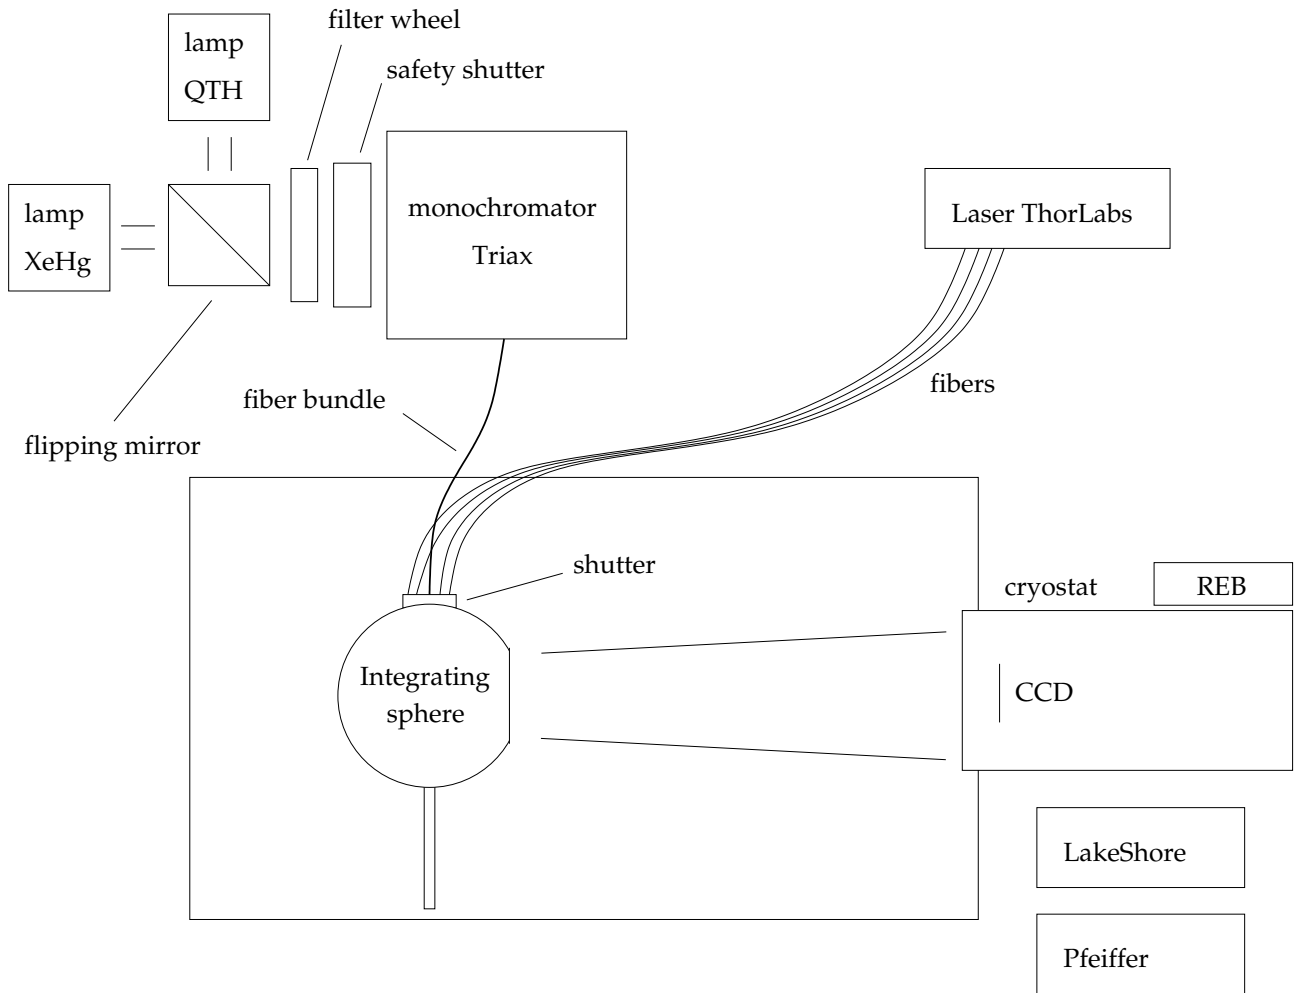 filter wheel
lamp
QTH
safety shutter
lamp
XeHg
monochromator
Triax
Laser ThorLabs
fibers
fiber bundle
flipping mirror
shutter
cryostat
REB
Integrating
sphere
CCD
LakeShore
Pfeiffer